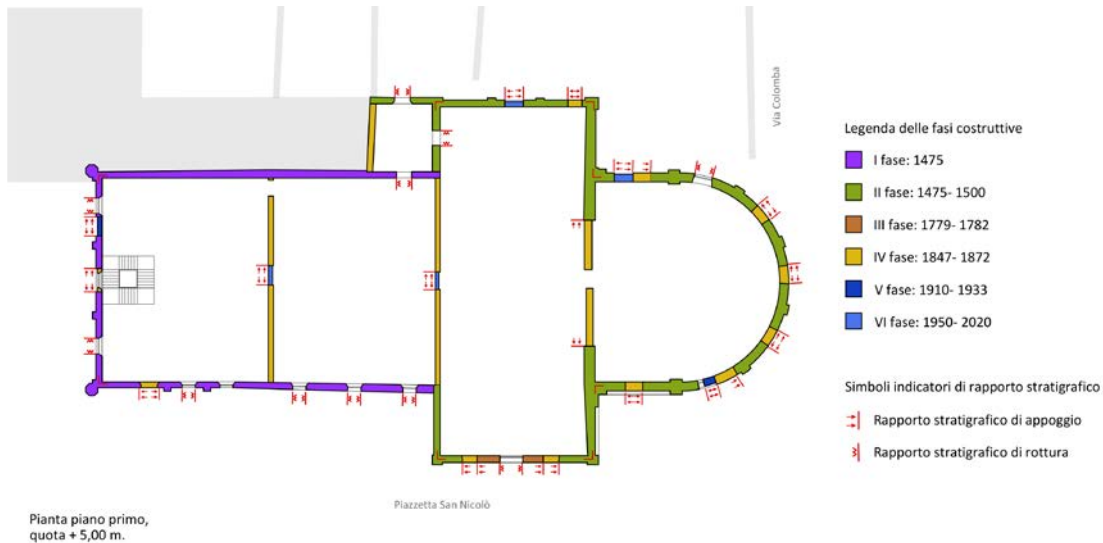 Via Colomba
Legenda delle fasi costruttive
I fase: 1475
II fase: 1475- 1500
III fase: 1779- 1782
IV fase: 1847- 1872
V fase: 1910- 1933
VI fase: 1950- 2020
Simboli indicatori di rapporto stratigrafico
Rapporto stratigrafico di appoggio
Rapporto stratigrafico di rottura
Piazzetta San Nicolò
Pianta piano primo,
quota + 5,00 m.